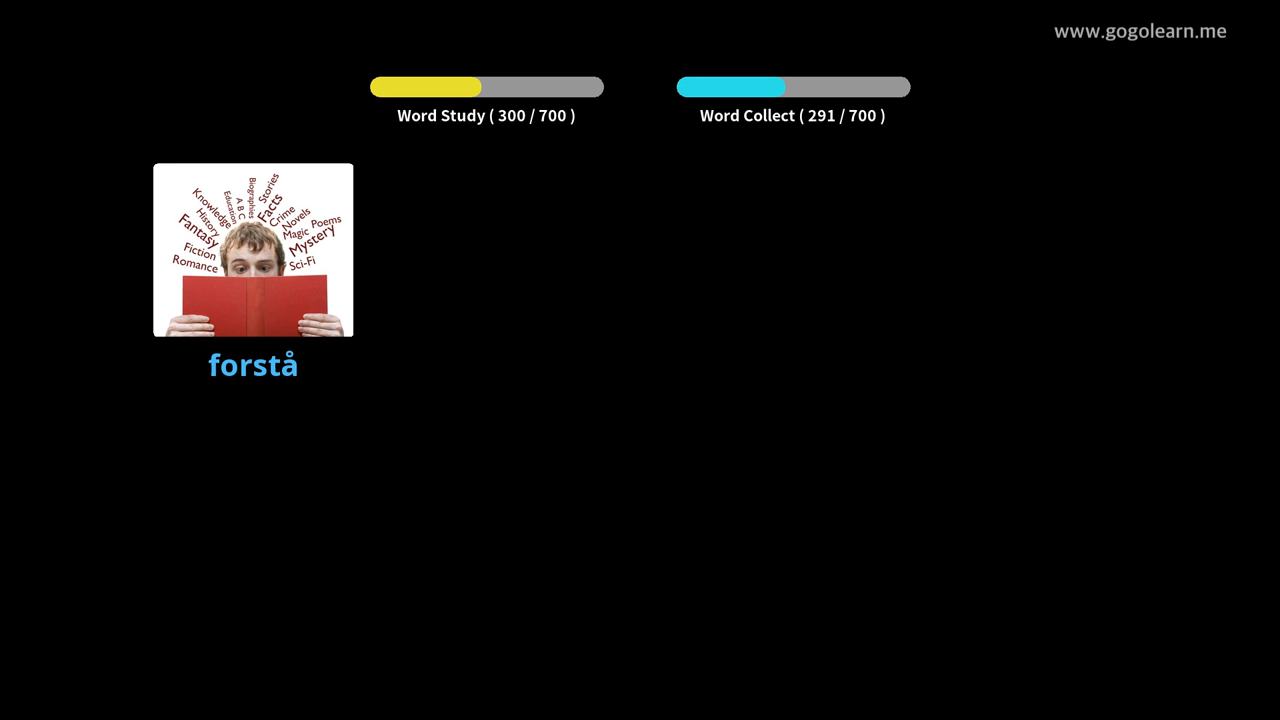 www.gogolearn.me
Word Study ( 300 / 700 )
Word Collect ( 291 / 700 )
Romance
Fiction
Fantasy
History
Knowledge
Education
A B C
Biographies
Stories
Facts
Crime
Novels
Magic
Poems
Mystery
Sci-Fi
forstå